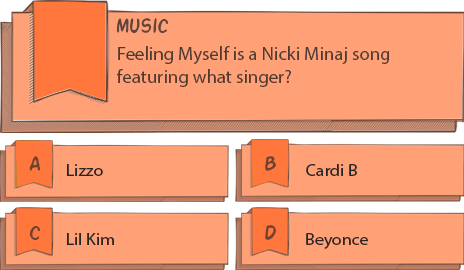 MUSIC
Feeling Myself is a Nicki Minaj song
featuring what singer?
A Lizzo
B Cardi B
C Lil Kim
D Beyonce